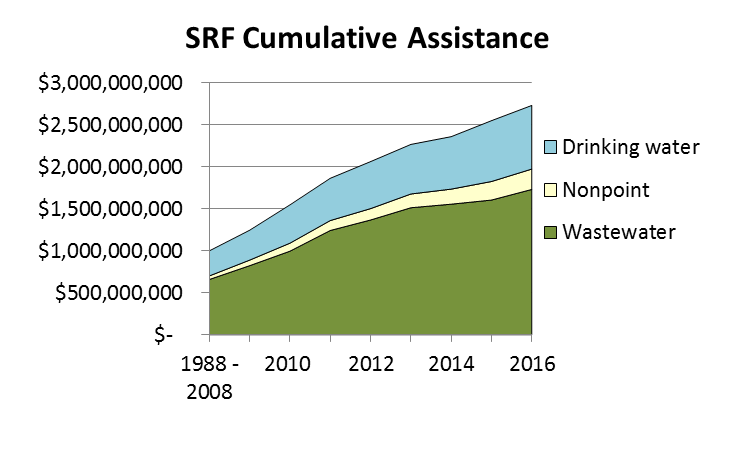 SRF Cumulative Assistance
$3,000,000,000
$2,500,000,000
$2,000,000,000
$1,500,000,000
$1,000,000,000
$500,000,000
$-
1988 - 2010 2012 2014 2016
2008
Drinking water
Nonpoint
Wastewater